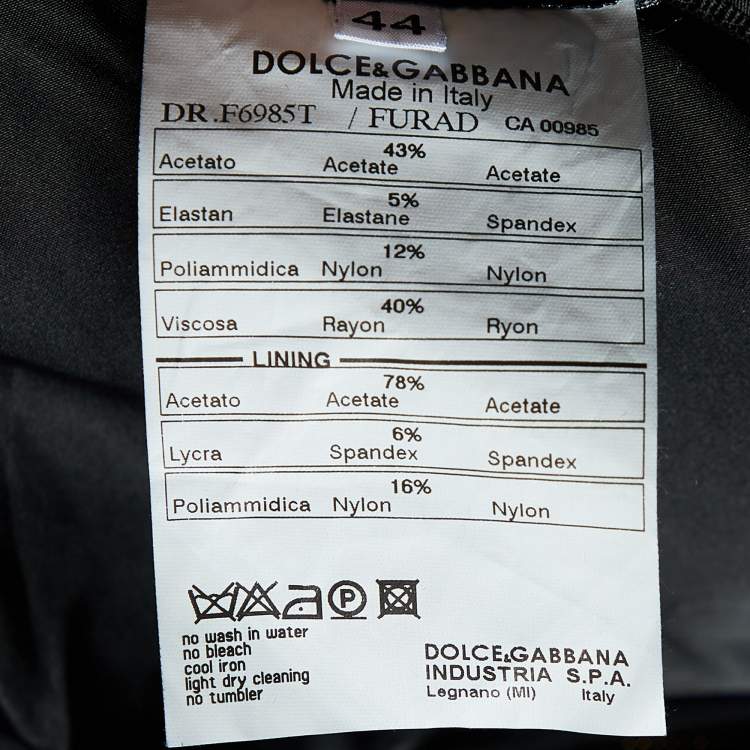 44
DOLCE&GABBANA
Made in Italy
DR.F6985T / FURAD CA 00985
43%
Acetato Acetate Acetate
5%
Elastan Elastane Spandex
12%
Poliammidica Nylon Nylon
40%
Viscosa Rayon Ryon
LINING
78%
Acetato Acetate Acetate
6%
Lycra Spandex Spandex
16%
Poliammidica Nylon Nylon
P
no wash in water
no bleach
cool iron
light dry cleaning
no tumbler
DOLCE&GABBANA
INDUSTRIA S.P.A.
Legnano (MI) Italy